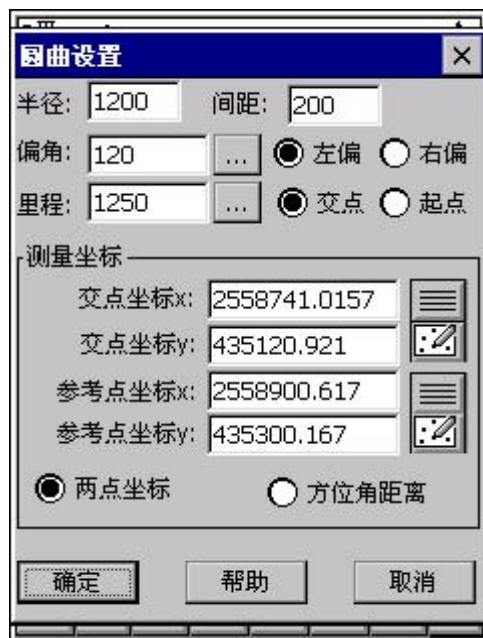 圆曲设置
半径: 1200 间距: 200
偏角: 120 ... 左偏 右偏
里程: 1250 ... 交点 起点
测量坐标
交点坐标x: 2558741.0157
交点坐标y: 435120.921
参考点坐标x: 2558900.617
参考点坐标y: 435300.167
两点坐标 方位角距离
确定 帮助 取消